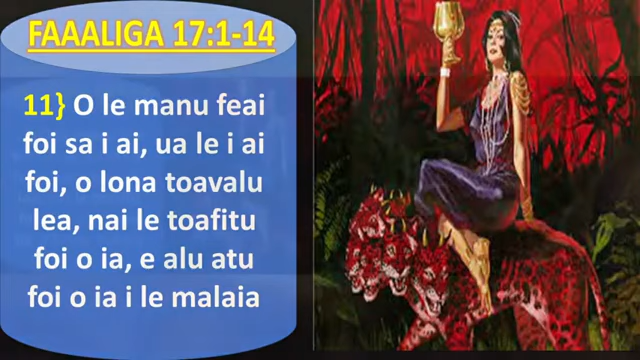 FAAALIGA 17:1-14
11} O le manu feai
foi sa i ai, ua le i ai
foi, o lona toavalu
lea, nai le toafitu
foi o ia, e alu atu
foi o ia i le malaia